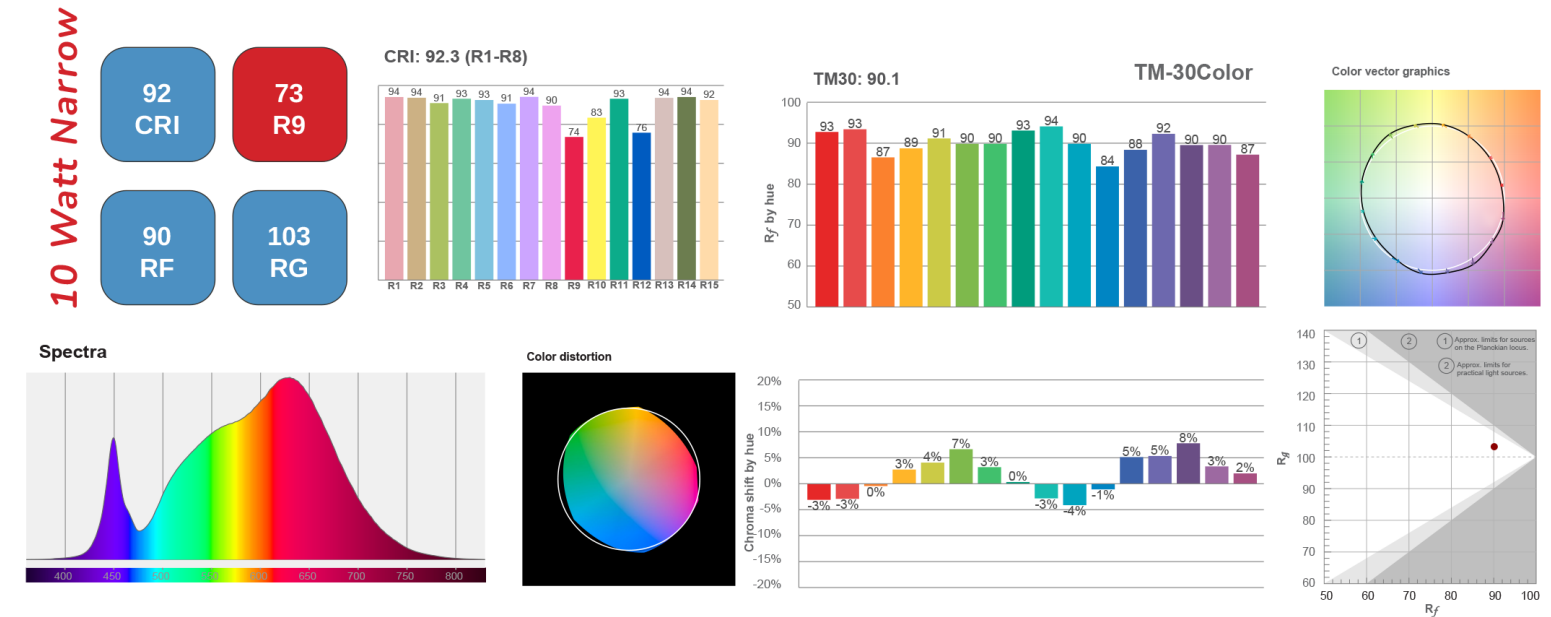 10 Watt Narrow
92
CRI
73
R9
90
RF
103
RG
CRI: 92.3 (R1-R8)
94 94 91 93 93 91 94 90 74 83 93 76 94 94 92
R1 R2 R3 R4 R5 R6 R7 R8 R9 R10 R11 R12 R13 R14 R15
TM30: 90.1
TM-30Color
Rf by hue
100
90
80
70
60
50
93 93 87 89 91 90 90 93 94 90 84 88 92 90 90 87
Color vector graphics
Spectra
400 450 500 550 600 650 700 750 800
Color distortion
Chroma shift by hue
20%
15%
10%
5%
0%
-5%
-10%
-15%
-20%
-3% -3% 0% 3% 4% 7% 3% 0% -3% -4% -1% 5% 5% 8% 3% 2%
Rg
140
130
120
110
100
90
80
70
60
1
2
1 Approx. limits for sources
on the Planckian locus.
2 Approx. limits for
practical light sources.
50 60 70 80 90 100
Rf